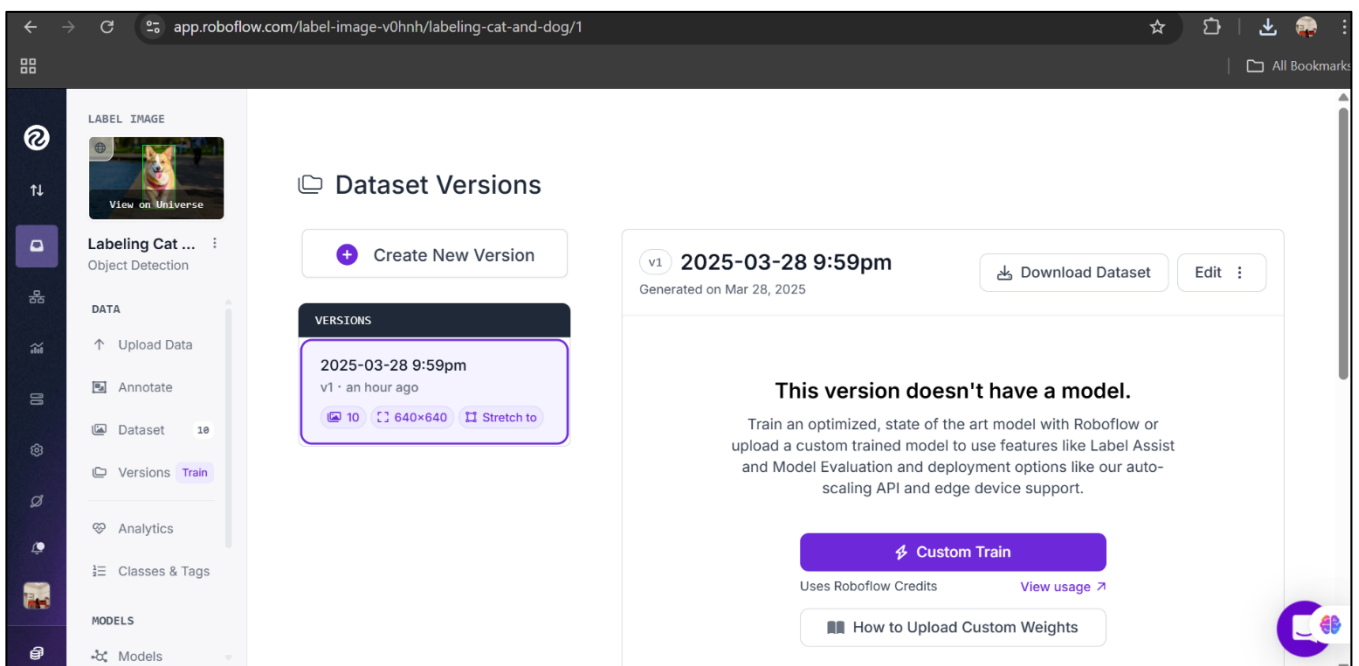 app.roboflow.com/label-image-v0hnh/labeling-cat-and-dog/1
All Bookmarks
LABEL IMAGE
View on Universe
Labeling Cat ...
Object Detection
DATA
Upload Data
Annotate
Dataset 10
Versions Train
Analytics
Classes & Tags
MODELS
Models
Dataset Versions
Create New Version
VERSIONS
2025-03-28 9:59pm
v1 · an hour ago
10 640×640 Stretch to
v1 2025-03-28 9:59pm
Generated on Mar 28, 2025
Download Dataset
Edit
This version doesn't have a model.
Train an optimized, state of the art model with Roboflow or
upload a custom trained model to use features like Label Assist
and Model Evaluation and deployment options like our auto-
scaling API and edge device support.
Custom Train
Uses Roboflow Credits View usage
How to Upload Custom Weights